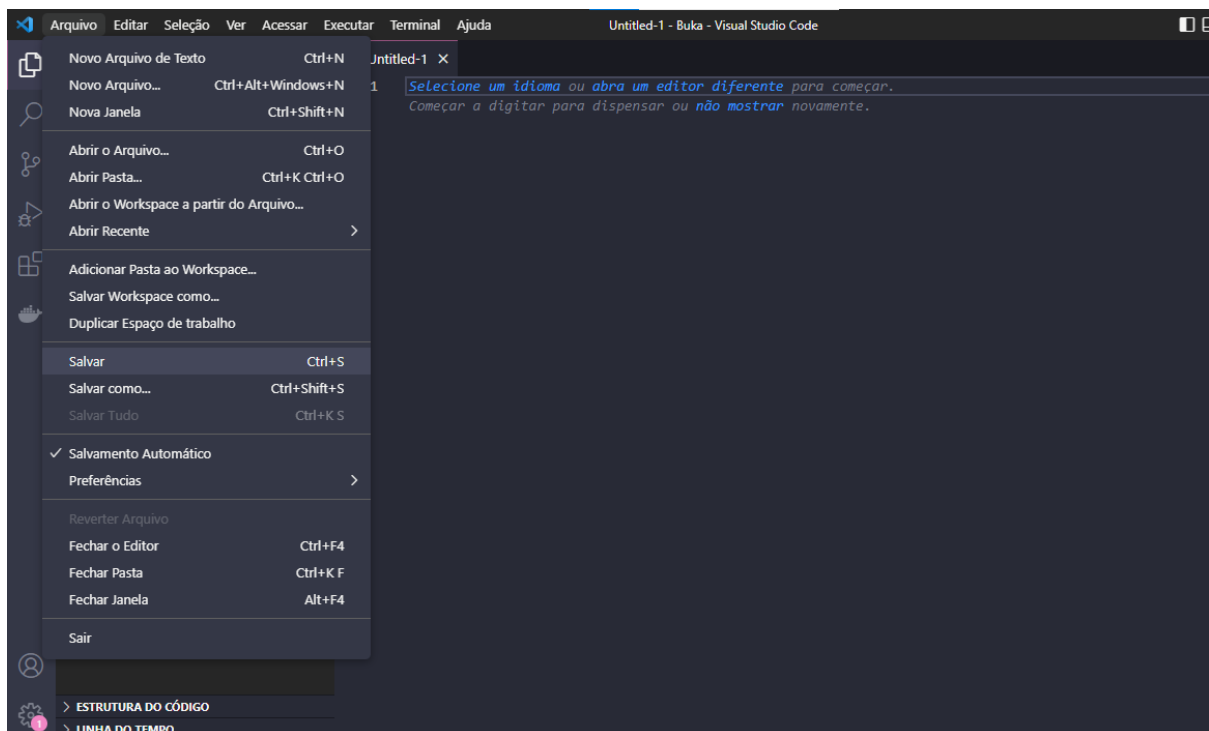 Arquivo Editar Seleção Ver Acessar Executar Terminal Ajuda Untitled-1 - Buka - Visual Studio Code
Novo Arquivo de Texto Ctrl+N
Novo Arquivo... Ctrl+Alt+Windows+N
Nova Janela Ctrl+Shift+N
Abrir o Arquivo... Ctrl+O
Abrir Pasta... Ctrl+K Ctrl+O
Abrir o Workspace a partir do Arquivo...
Abrir Recente
Adicionar Pasta ao Workspace...
Salvar Workspace como...
Duplicar Espaço de trabalho
Salvar Ctrl+S
Salvar como... Ctrl+Shift+S
Salvar Tudo Ctrl+K S
Salvamento Automático
Preferências
Reverter Arquivo
Fechar o Editor Ctrl+F4
Fechar Pasta Ctrl+K F
Fechar Janela Alt+F4
Sair
Untitled-1
1 Selecione um idioma ou abra um editor diferente para começar.
Começar a digitar para dispensar ou não mostrar novamente.
1
ESTRUTURA DO CÓDIGO
LINHA DO TEMPO